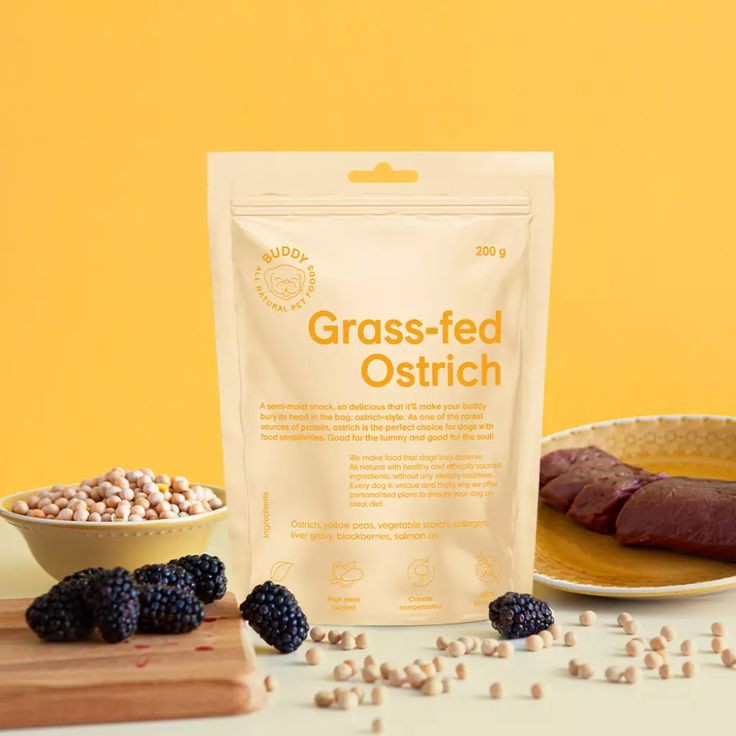 BUDDY
ALL NATURAL PET FOODS
200 g
Grass-fed
Ostrich
A semi-moist snack, so delicious that it'll make your buddy
bury its head in the bag, ostrich-style. As one of the rarest
sources of protein, ostrich is the perfect choice for dogs with
food sensitivities. Good for the tummy and good for the soul!
We make food that dogs truly deserve.
All natural with healthy and ethically sourced
ingredients, without any sketchy additives.
Every dog is unique and that's why we offer
personalised plans to ensure your dog an
ideal diet.
Ingredients
Ostrich, yellow peas, vegetable starch, collagen,
liver gravy, blackberries, salmon oil.
High meat
content
Climate
compensated